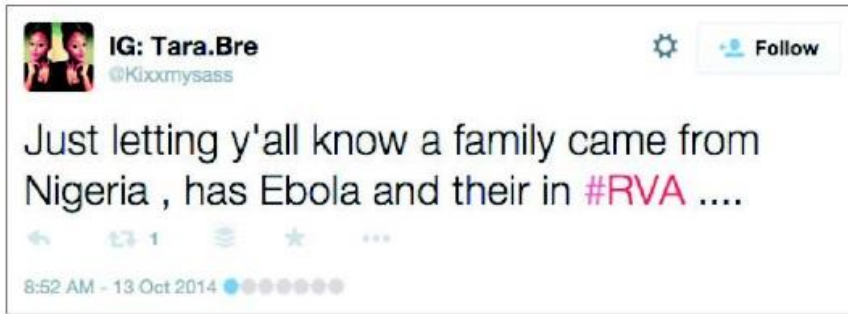 IG: Tara.Bre
@Kixxmysass
Follow
Just letting y'all know a family came from
Nigeria , has Ebola and their in #RVA ....
1
8:52 AM - 13 Oct 2014